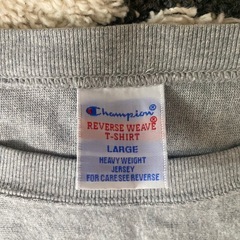 Champion®
REVERSE WEAVE®
T-SHIRT
LARGE
HEAVY WEIGHT
JERSEY
FOR CARE SEE REVERSE